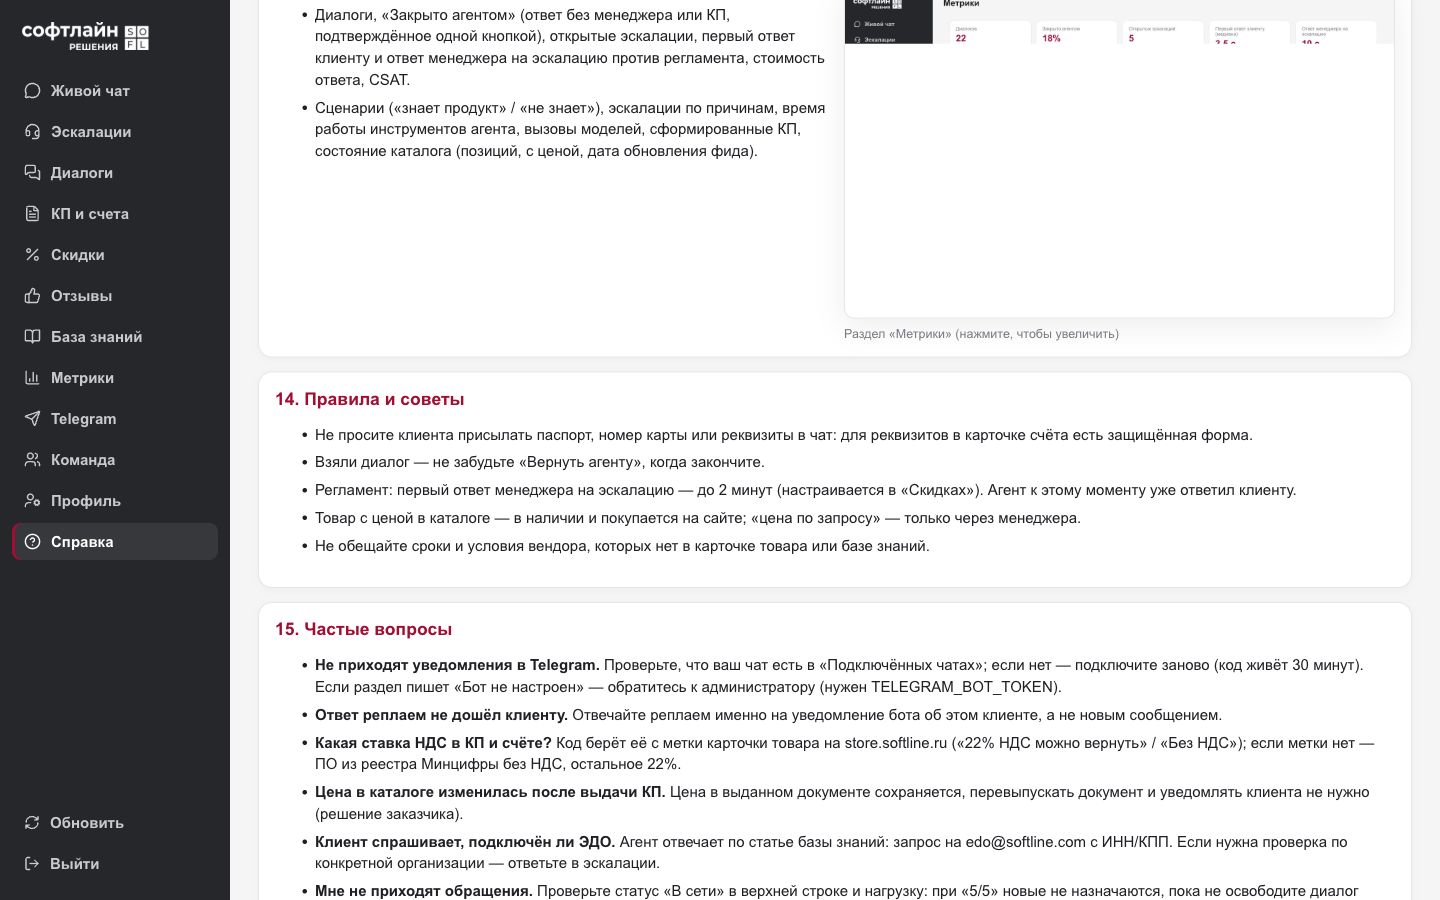 софтлайн
РЕШЕНИЯ
SO
FL
Живой чат
Эскалации
Диалоги
КП и счета
Скидки
Отзывы
База знаний
Метрики
Telegram
Команда
Профиль
Справка
Обновить
Выйти
• Диалоги, «Закрыто агентом» (ответ без менеджера или КП,
подтверждённое одной кнопкой), открытые эскалации, первый ответ
клиенту и ответ менеджера на эскалацию против регламента, стоимость
ответа, CSAT.
• Сценарии («знает продукт» / «не знает»), эскалации по причинам, время
работы инструментов агента, вызовы моделей, сформированные КП,
состояние каталога (позиций, с ценой, дата обновления фида).
Метрики
Живой чат
Эскалации
22
18%
5
Раздел «Метрики» (нажмите, чтобы увеличить)
14. Правила и советы
• Не просите клиента присылать паспорт, номер карты или реквизиты в чат: для реквизитов в карточке счёта есть защищённая форма.
• Взяли диалог — не забудьте «Вернуть агенту», когда закончите.
• Регламент: первый ответ менеджера на эскалацию — до 2 минут (настраивается в «Скидках»). Агент к этому моменту уже ответил клиенту.
• Товар с ценой в каталоге — в наличии и покупается на сайте; «цена по запросу» — только через менеджера.
• Не обещайте сроки и условия вендора, которых нет в карточке товара или базе знаний.
15. Частые вопросы
• Не приходят уведомления в Telegram. Проверьте, что ваш чат есть в «Подключённых чатах»; если нет — подключите заново (код живёт 30 минут).
Если раздел пишет «Бот не настроен» — обратитесь к администратору (нужен TELEGRAM_BOT_TOKEN).
• Ответ реплаем не дошёл клиенту. Отвечайте реплаем именно на уведомление бота об этом клиенте, а не новым сообщением.
• Какая ставка НДС в КП и счёте? Код берёт её с метки карточки товара на store.softline.ru («22% НДС можно вернуть» / «Без НДС»); если метки нет —
ПО из реестра Минцифры без НДС, остальное 22%.
• Цена в каталоге изменилась после выдачи КП. Цена в выданном документе сохраняется, перевыпускать документ и уведомлять клиента не нужно
(решение заказчика).
• Клиент спрашивает, подключён ли ЭДО. Агент отвечает по статье базы знаний: запрос на edo@softline.com с ИНН/КПП. Если нужна проверка по
конкретной организации — ответьте в эскалации.
• Мне не приходят обращения. Проверьте статус «В сети» в верхней строке и нагрузку: при «5/5» новые не назначаются, пока не освободите диалог